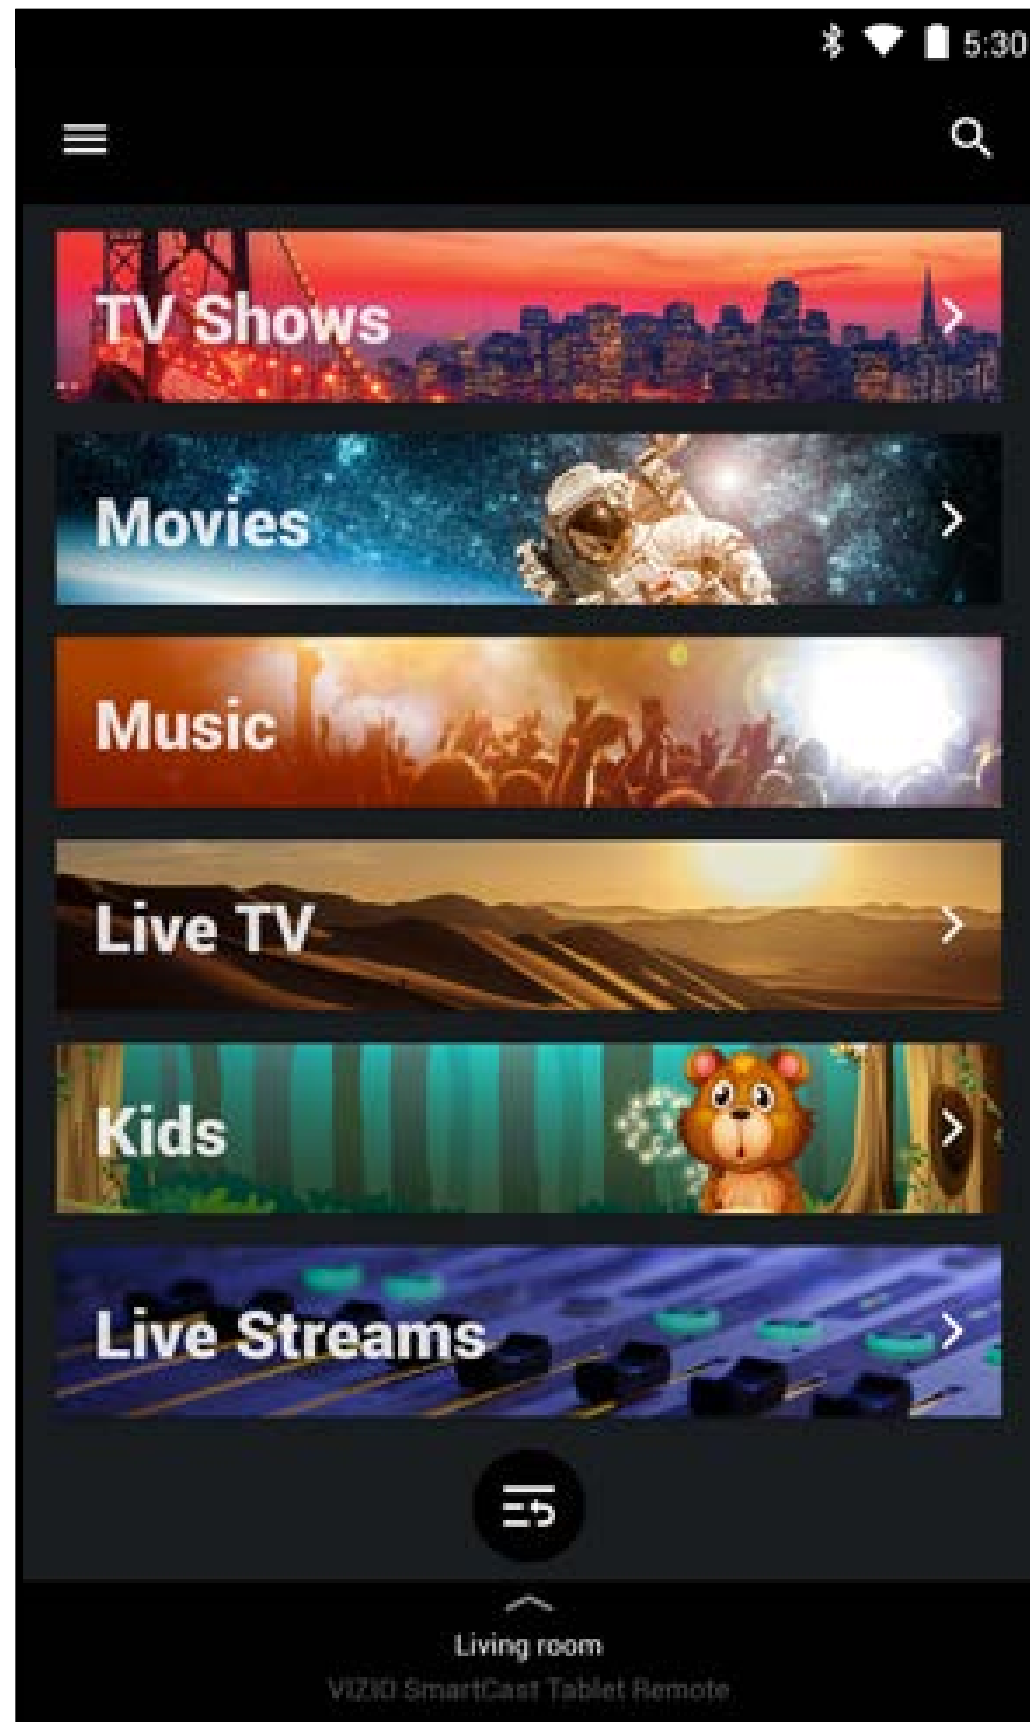 5:30
TV Shows
Movies
Music
Live TV
Kids
Live Streams
Living room
VIZIO SmartCast Tablet Remote